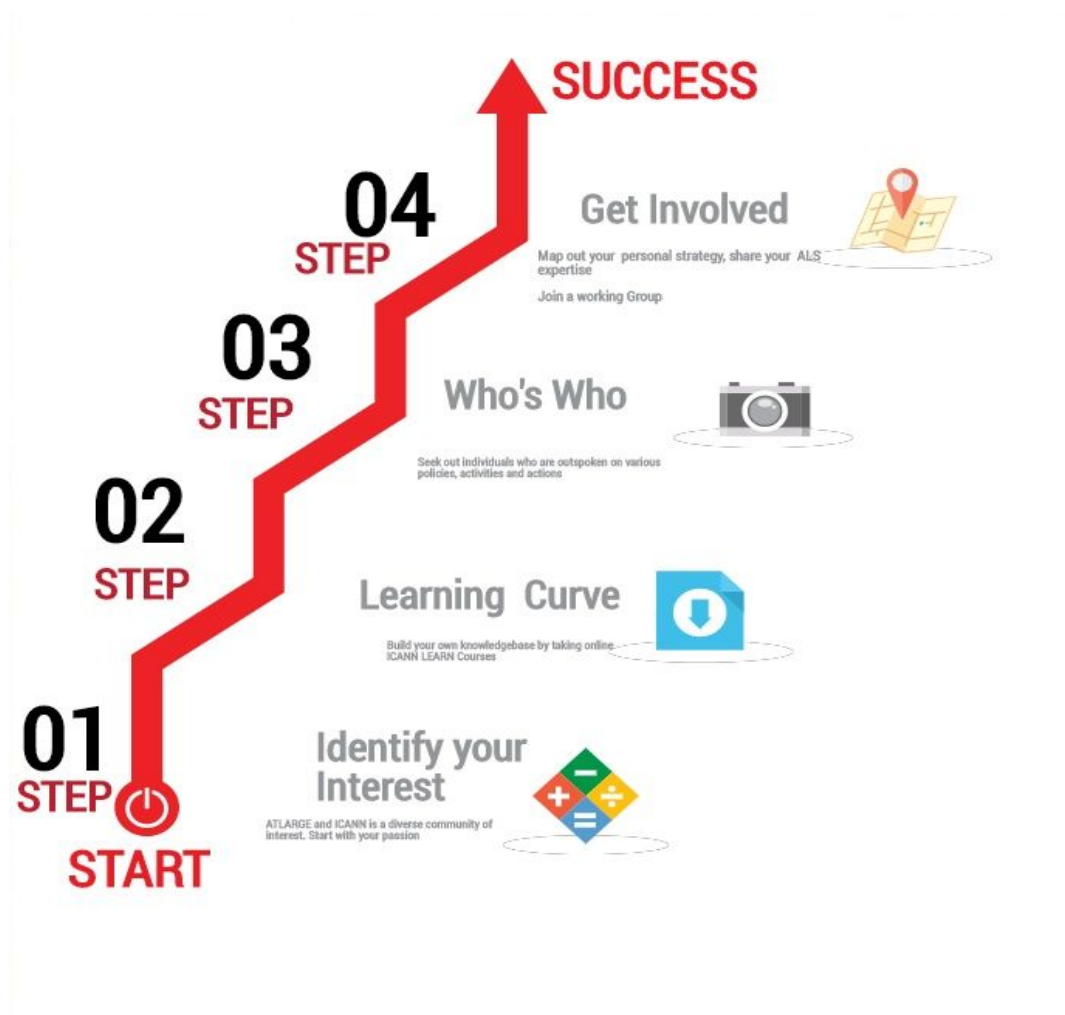 SUCCESS
04
STEP
Get Involved
Map out your personal strategy, share your ALS
expertise
Join a working Group
03
STEP
Who's Who
Seek out individuals who are outspoken on various
policies, activities and actions
02
STEP
Learning Curve
Build your own knowledgebase by taking online
ICANN LEARN Courses
01
STEP
Identify your
Interest
ATLARGE and ICANN is a diverse community of
interest. Start with your passion
START